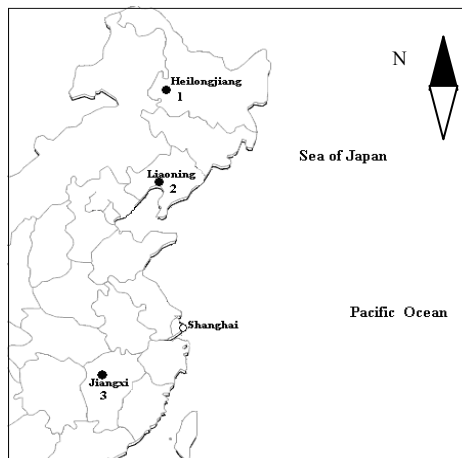 N
Heilongjiang
1
Sea of Japan
Liaoning
2
Pacific Ocean
Shanghai
Jiangxi
3